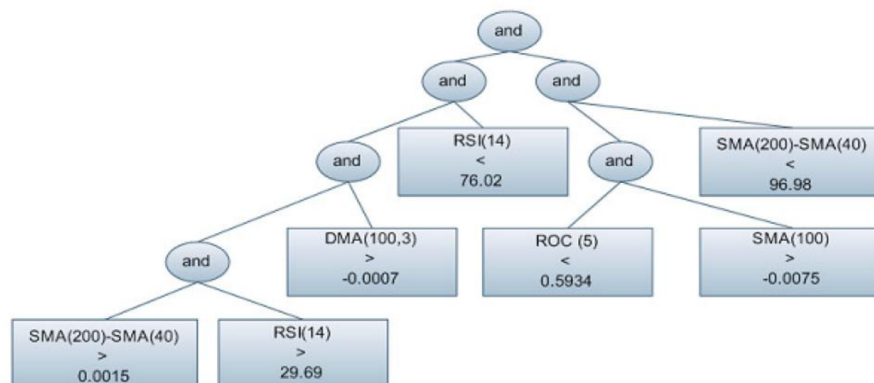 and
and
and
and
RSI(14)
<
76.02
and
SMA(200)-SMA(40)
<
96.98
and
DMA(100,3)
>
-0.0007
ROC (5)
<
0.5934
SMA(100)
>
-0.0075
SMA(200)-SMA(40)
>
0.0015
RSI(14)
>
29.69